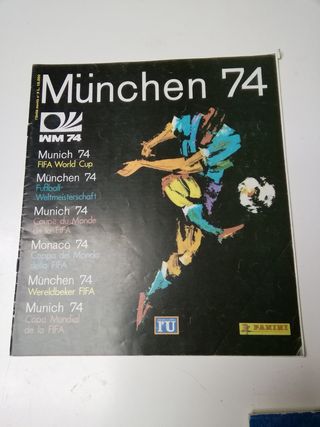 München 74
WM 74
Munich 74
FIFA World Cup
München 74
Fußball-
Weltmeisterschaft
Munich 74
Coupe du Monde
de la FIFA
Monaco 74
Coppa del Mondo
della FIFA
München 74
Wereldbeker FIFA
Munich 74
Copa Mundial
de la FIFA
l'U
PANINI